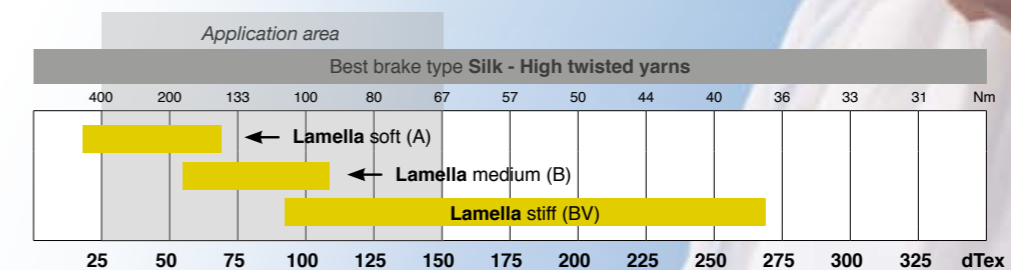 Application area
Best brake type Silk - High twisted yarns
400 200 133 100 80 67 57 50 44 40 36 33 31 Nm
Lamella soft (A)
Lamella medium (B)
Lamella stiff (BV)
25 50 75 100 125 150 175 200 225 250 275 300 325 dTex